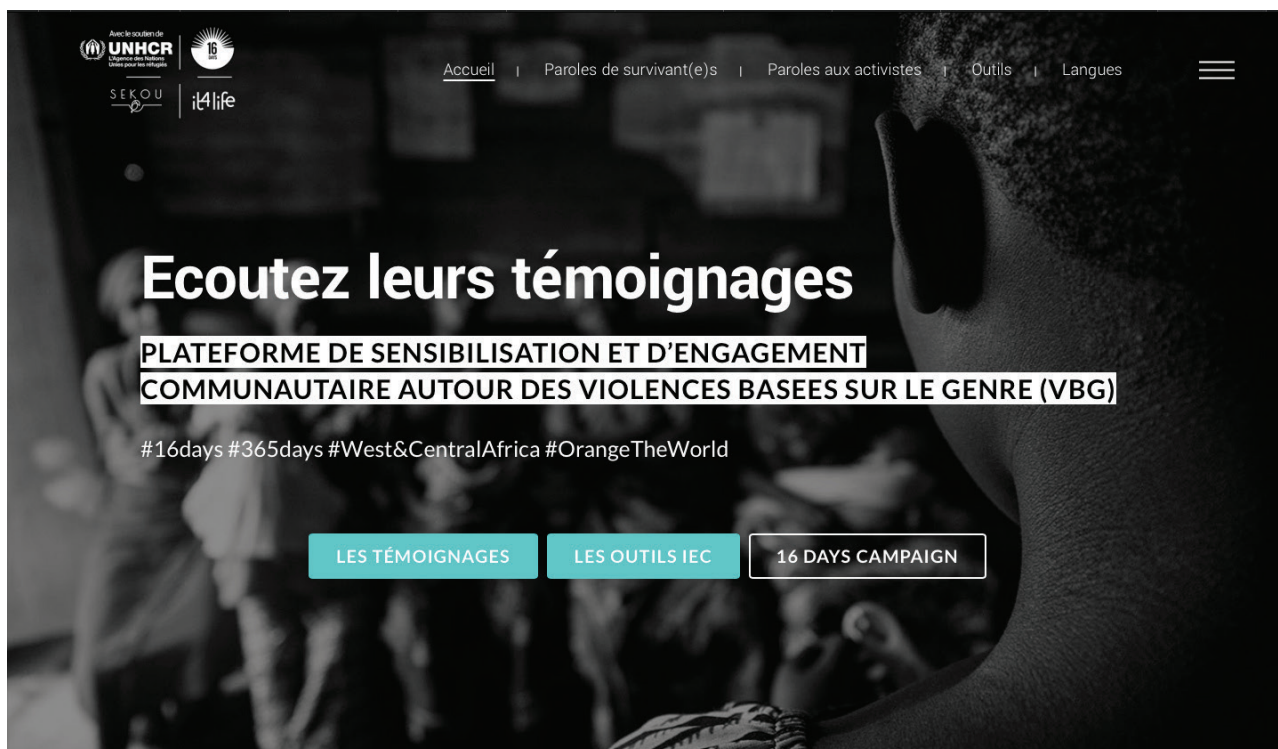 Avec le soutien de
UNHCR
L'Agence des Nations
Unies pour les réfugiés
16
DAYS
SEKOU
it4life
Accueil | Paroles de survivant(e)s | Paroles aux activistes | Outils | Langues
Ecoutez leurs témoignages
PLATEFORME DE SENSIBILISATION ET D’ENGAGEMENT
COMMUNAUTAIRE AUTOUR DES VIOLENCES BASEES SUR LE GENRE (VBG)
#16days #365days #West&CentralAfrica #OrangeTheWorld
LES TÉMOIGNAGES
LES OUTILS IEC
16 DAYS CAMPAIGN